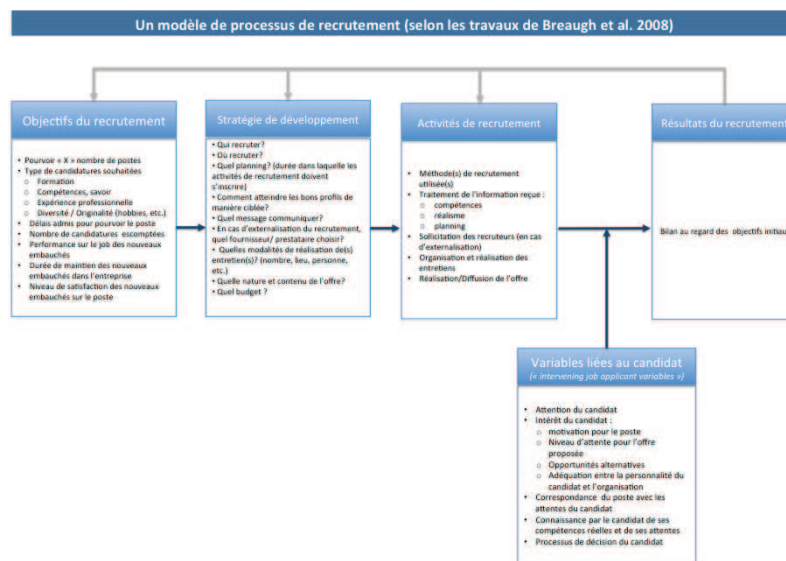 Un modèle de processus de recrutement (selon les travaux de Breaugh et al. 2008)
Objectifs du recrutement
• Pourvoir « X » nombre de postes
• Type de candidatures souhaitées
o Formation
o Compétences, savoir
o Expérience professionnelle
o Diversité / Originalité (hobbies, etc.)
• Délais admis pour pourvoir le poste
• Nombre de candidatures escomptées
• Performance sur le job des nouveaux
embauchés
• Durée de maintien des nouveaux
embauchés dans l'entreprise
• Niveau de satisfaction des nouveaux
embauchés sur le poste
Stratégie de développement
• Qui recruter?
• Où recruter?
• Quel planning? (durée dans laquelle les
activités de recrutement doivent
s'inscrire)
• Comment atteindre les bons profils de
manière ciblée?
• Quel message communiquer?
• En cas d'externalisation du recrutement,
quel fournisseur/ prestataire choisir?
• Quelles modalités de réalisation de(s)
entretien(s)? (nombre, lieu, personne,
etc.)
• Quelle nature et contenu de l'offre?
• Quel budget ?
Activités de recrutement
• Méthode(s) de recrutement
utilisée(s)
• Traitement de l'information reçue :
o compétences
o réalisme
o planning
• Sollicitation des recruteurs (en cas
d'externalisation)
• Organisation et réalisation des
entretiens
• Réalisation/Diffusion de l'offre
Résultats du recrutement
Bilan au regard des objectifs initiau
Variables liées au candidat
(« intervening job applicant variables »)
• Attention du candidat
• Intérêt du candidat :
o motivation pour le poste
o Niveau d'attente pour l'offre
proposée
o Opportunités alternatives
o Adéquation entre la personnalité du
candidat et l'organisation
• Correspondance du poste avec les
attentes du candidat
• Connaissance par le candidat de ses
compétences réelles et de ses attentes
• Processus de décision du candidat